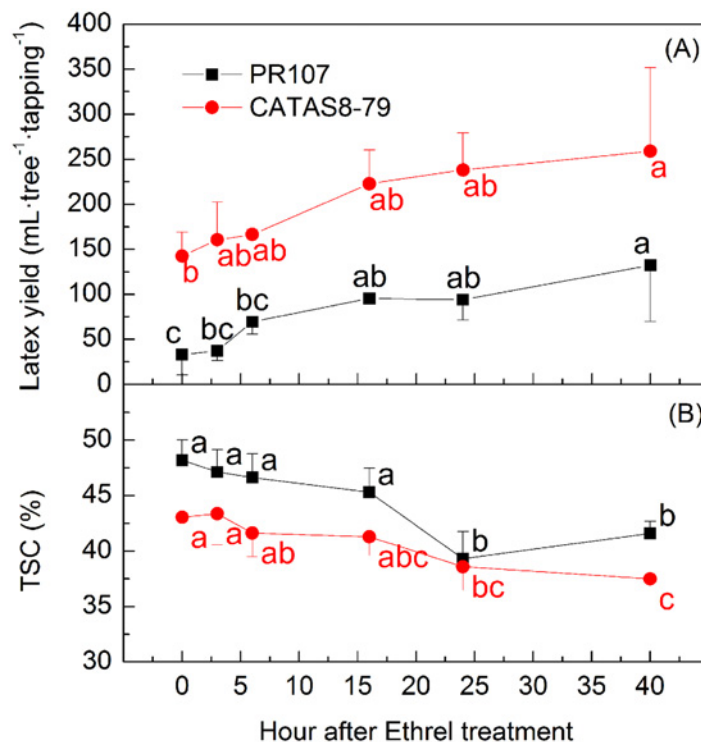 400
(A)
350
PR107
300
CATAS8-79
250
200
150
100
50
0
Latex yield (mL·tree⁻¹·tapping⁻¹)
b
ab
ab
ab
ab
a
c
bc
bc
ab
ab
a
(B)
50
45
40
35
30
TSC (%)
a
a
a
a
b
b
a
a
ab
abc
bc
c
0 5 10 15 20 25 30 35 40
Hour after Ethrel treatment